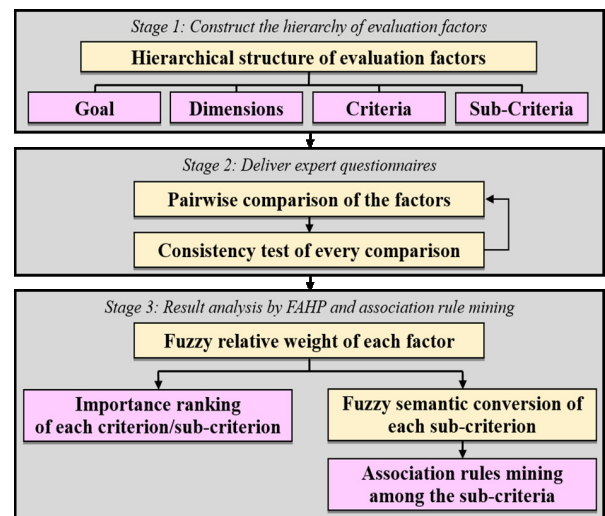 Stage 1: Construct the hierarchy of evaluation factors
Hierarchical structure of evaluation factors
Goal
Dimensions
Criteria
Sub-Criteria
Stage 2: Deliver expert questionnaires
Pairwise comparison of the factors
Consistency test of every comparison
Stage 3: Result analysis by FAHP and association rule mining
Fuzzy relative weight of each factor
Importance ranking
of each criterion/sub-criterion
Fuzzy semantic conversion of
each sub-criterion
Association rules mining
among the sub-criteria